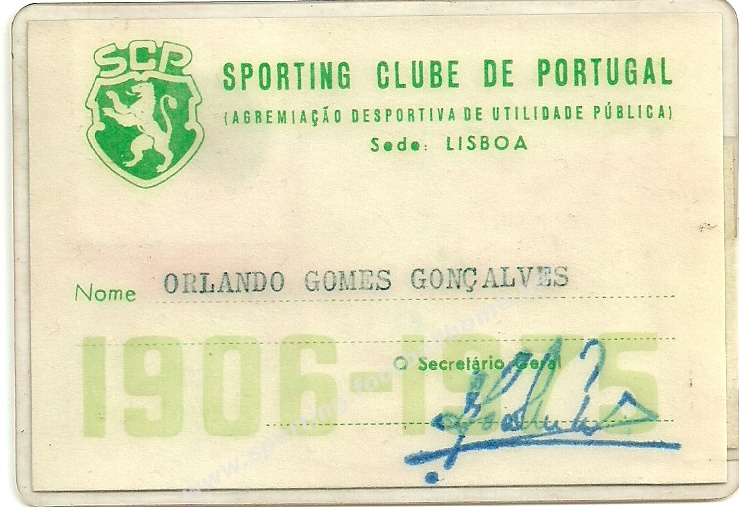 SCP
SPORTING CLUBE DE PORTUGAL
(AGREMIAÇÃO DESPORTIVA DE UTILIDADE PÚBLICA)
Sede: LISBOA
Nome ORLANDO GOMES GONÇALVES
1906-1975
O Secretário Geral